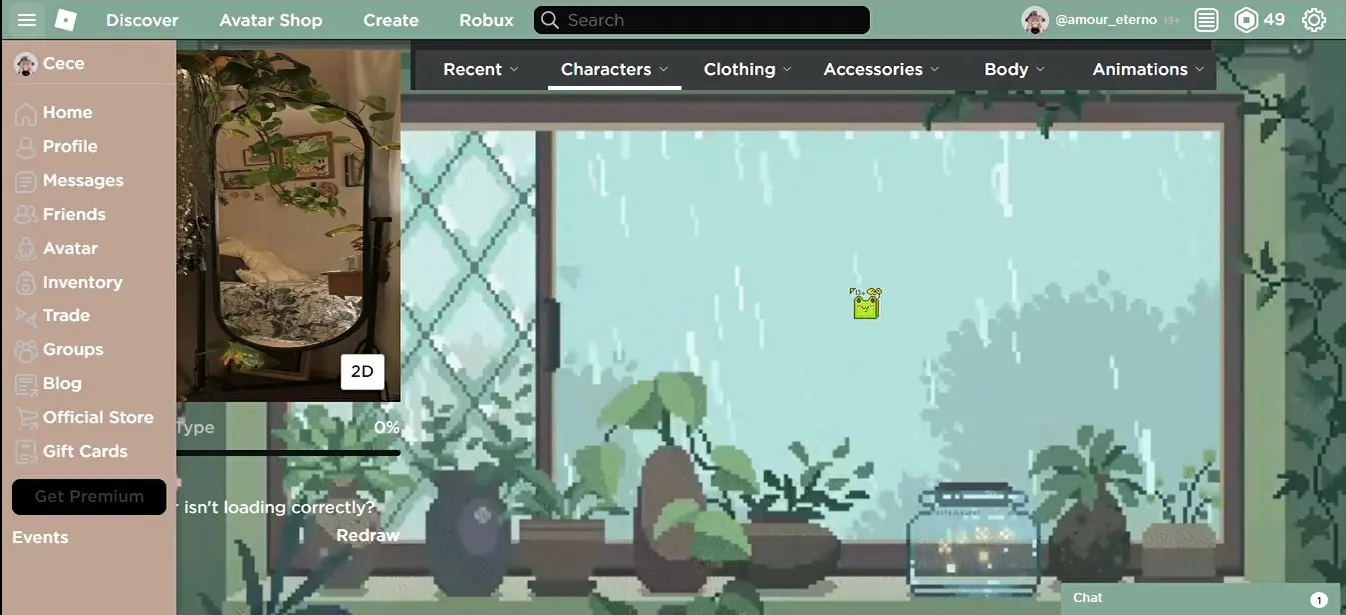 Discover Avatar Shop Create Robux Search @amour_eterno 13+ 49
Cece
Recent Characters Clothing Accessories Body Animations
Home
Profile
Messages
Friends
Avatar
Inventory
Trade
Groups
Blog
Official Store
Gift Cards
Get Premium
Events
2D
Type 0%
isn't loading correctly?
Redraw
Chat 1